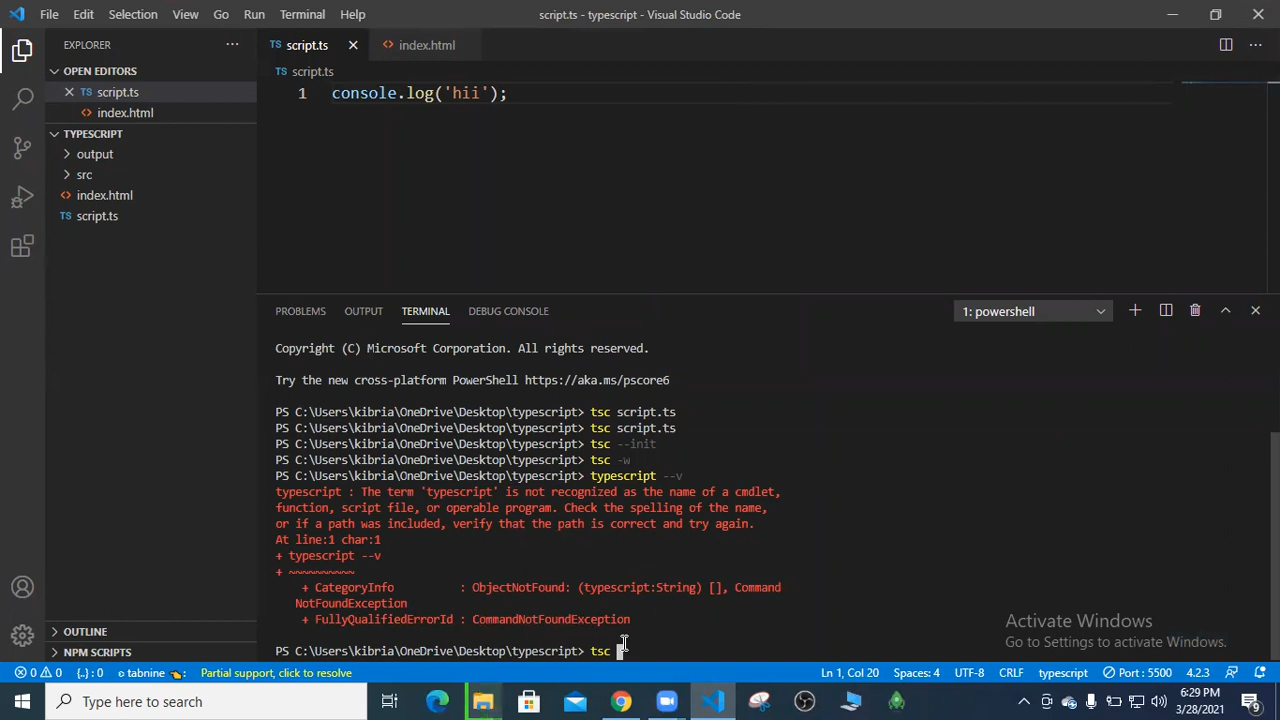 File Edit Selection View Go Run Terminal Help script.ts - typescript - Visual Studio Code
EXPLORER
OPEN EDITORS
script.ts
TS
index.html
TYPESCRIPT
output
src
index.html
TS script.ts
TS script.ts index.html
TS script.ts
1 console.log('hii');
PROBLEMS OUTPUT TERMINAL DEBUG CONSOLE 1: powershell
Copyright (C) Microsoft Corporation. All rights reserved.
Try the new cross-platform PowerShell https://aka.ms/pscore6
PS C:\Users\kibria\OneDrive\Desktop\typescript> tsc script.ts
PS C:\Users\kibria\OneDrive\Desktop\typescript> tsc script.ts
PS C:\Users\kibria\OneDrive\Desktop\typescript> tsc --init
PS C:\Users\kibria\OneDrive\Desktop\typescript> tsc -w
PS C:\Users\kibria\OneDrive\Desktop\typescript> typescript --v
typescript : The term 'typescript' is not recognized as the name of a cmdlet,
function, script file, or operable program. Check the spelling of the name,
or if a path was included, verify that the path is correct and try again.
At line:1 char:1
+ typescript --v
+ ~~~~~~~~~~
+ CategoryInfo : ObjectNotFound: (typescript:String) [], Command
NotFoundException
+ FullyQualifiedErrorId : CommandNotFoundException
PS C:\Users\kibria\OneDrive\Desktop\typescript> tsc
OUTLINE
NPM SCRIPTS
Activate Windows
Go to Settings to activate Windows.
0 0 {.} : 0 tabnine Partial support, click to resolve Ln 1, Col 20 Spaces: 4 UTF-8 CRLF typescript Port : 5500 4.2.3
Type here to search
6:29 PM
3/28/2021
9